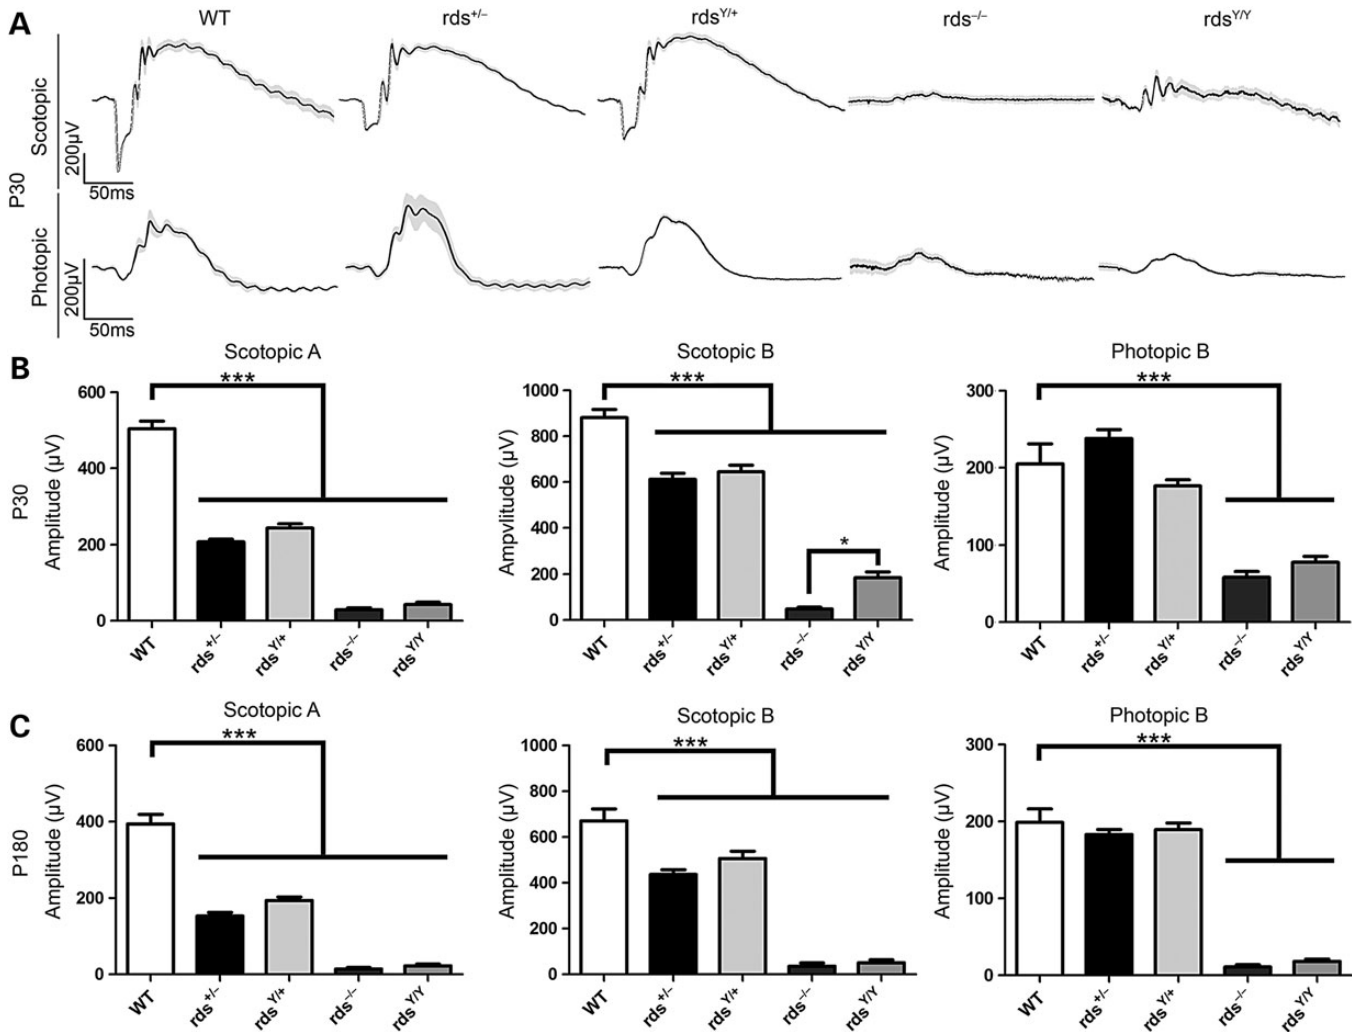 A
WT
rds+/−
rdsY/+
rds−/−
rdsY/Y
P30
Scotopic
200µV
50ms
Photopic
200µV
50ms
B
P30
Scotopic A
***
Amplitude (µV)
600
400
200
0
WT
rds+/−
rdsY/+
rds−/−
rdsY/Y
Scotopic B
***
*
Ampvlitude (µV)
1000
800
600
400
200
0
WT
rds+/−
rdsY/+
rds−/−
rdsY/Y
Photopic B
***
Amplitude (µV)
300
200
100
0
WT
rds+/−
rdsY/+
rds−/−
rdsY/Y
C
P180
Scotopic A
***
Amplitude (µV)
600
400
200
0
WT
rds+/−
rdsY/+
rds−/−
rdsY/Y
Scotopic B
***
Amplitude (µV)
1000
800
600
400
200
0
WT
rds+/−
rdsY/+
rds−/−
rdsY/Y
Photopic B
***
Amplitude (µV)
300
200
100
0
WT
rds+/−
rdsY/+
rds−/−
rdsY/Y